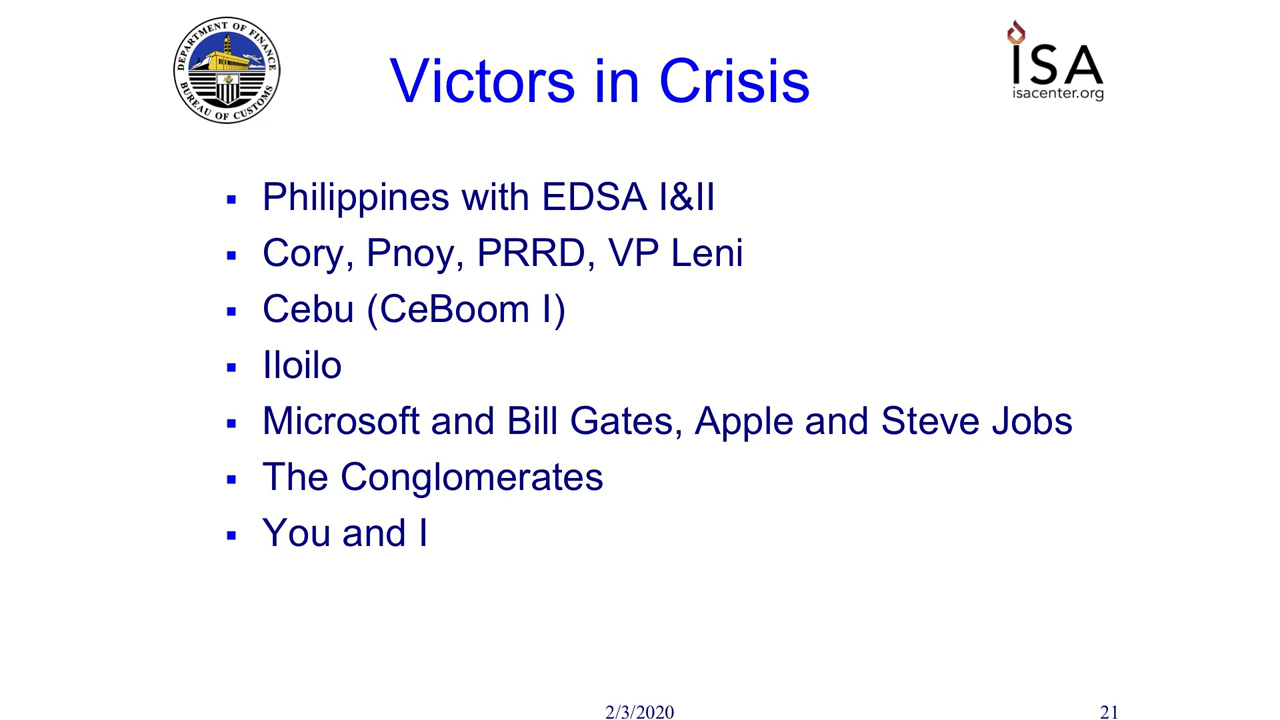 DEPARTMENT OF FINANCE
BUREAU OF CUSTOMS
Victors in Crisis
iSA
isacenter.org
▪ Philippines with EDSA I&II
▪ Cory, Pnoy, PRRD, VP Leni
▪ Cebu (CeBoom I)
▪ Iloilo
▪ Microsoft and Bill Gates, Apple and Steve Jobs
▪ The Conglomerates
▪ You and I
2/3/2020
21